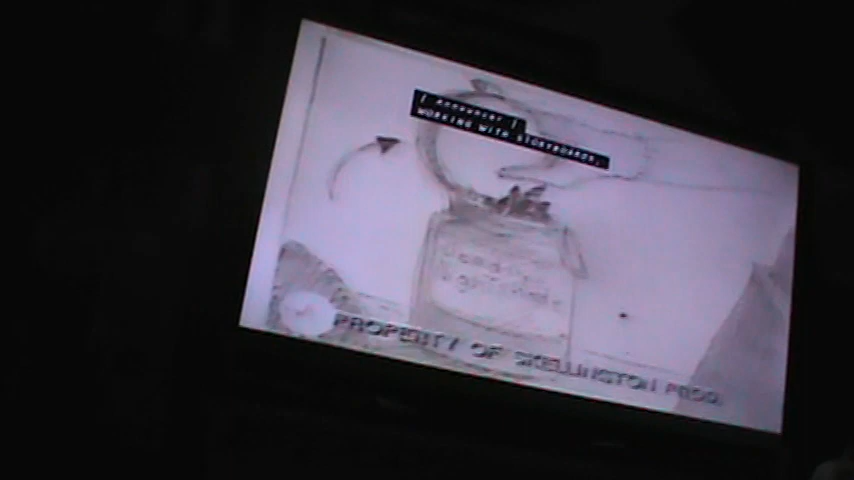 [ ANNOUNCER ]
WORKING WITH STORYBOARDS,
PROPERTY OF SKELLINGTON PROD.